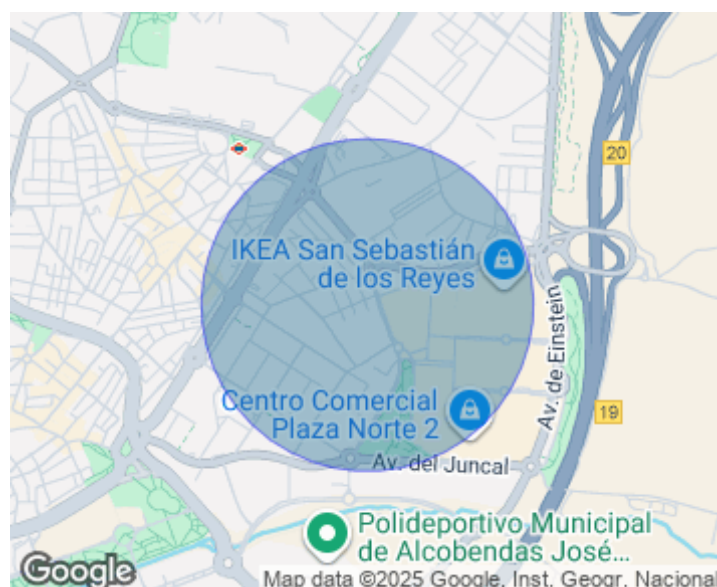 20
IKEA San Sebastián
de los Reyes
Av. de Einstein
Centro Comercial
Plaza Norte 2
19
Av. del Juncal
Polideportivo Municipal
de Alcobendas José...
Google
Map data ©2025 Google, Inst. Geogr. Nacional